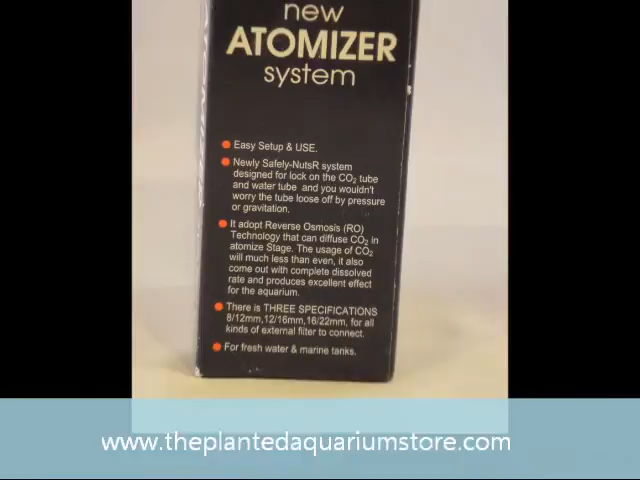 new
ATOMIZER
system
Easy Setup & USE.
Newly Safely-NutsR system
designed for lock on the CO2 tube
and water tube and you wouldn't
worry the tube loose off by pressure
or gravitation.
It adopt Reverse Osmosis (RO)
Technology that can diffuse CO2 in
atomize Stage. The usage of CO2
will much less than even, it also
come out with complete dissolved
rate and produces excellent effect
for the aquarium.
There is THREE SPECIFICATIONS
8/12mm,12/16mm,16/22mm, for all
kinds of external filter to connect.
For fresh water & marine tanks.
www.theplantedaquariumstore.com